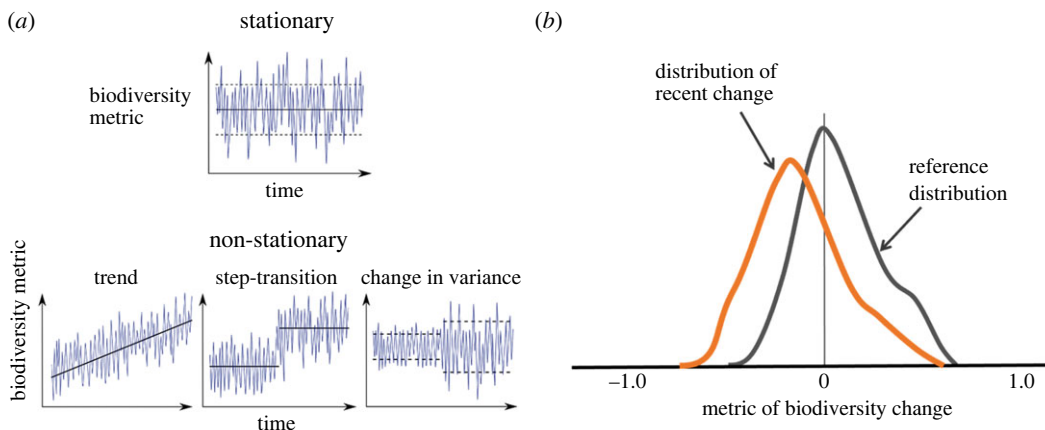 (a)
stationary
biodiversity
metric
time
non-stationary
biodiversity metric
trend
step-transition
change in variance
time
(b)
distribution of
recent change
reference
distribution
–1.0
0
1.0
metric of biodiversity change